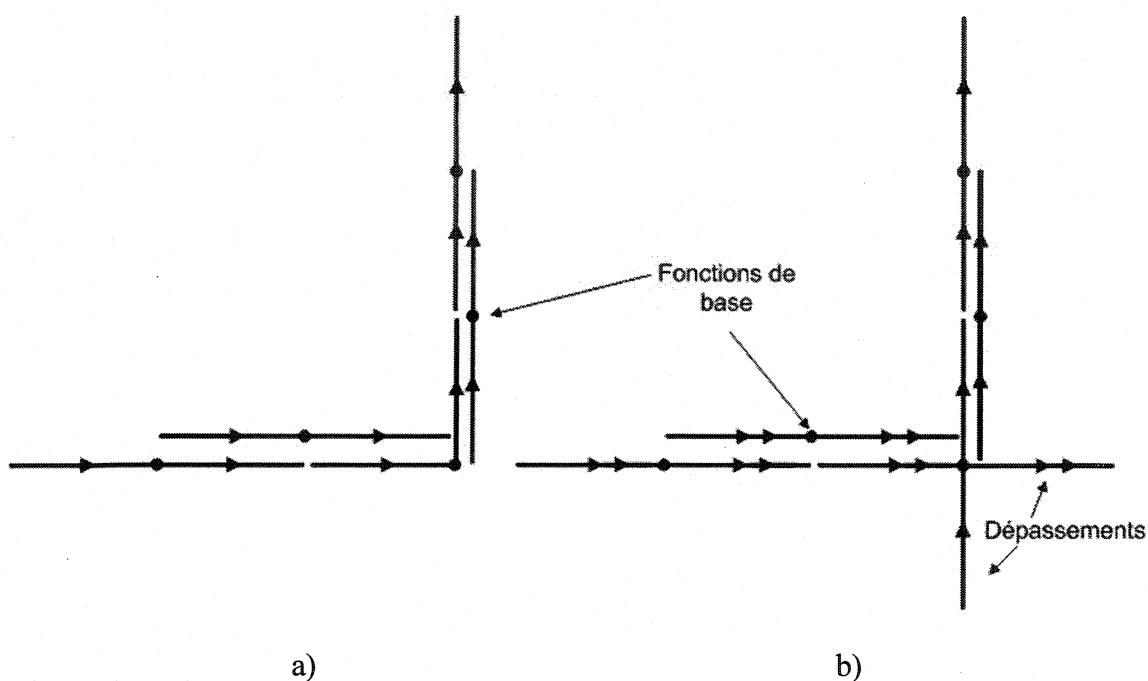 Fonctions de
base
Dépassements
a)
b)